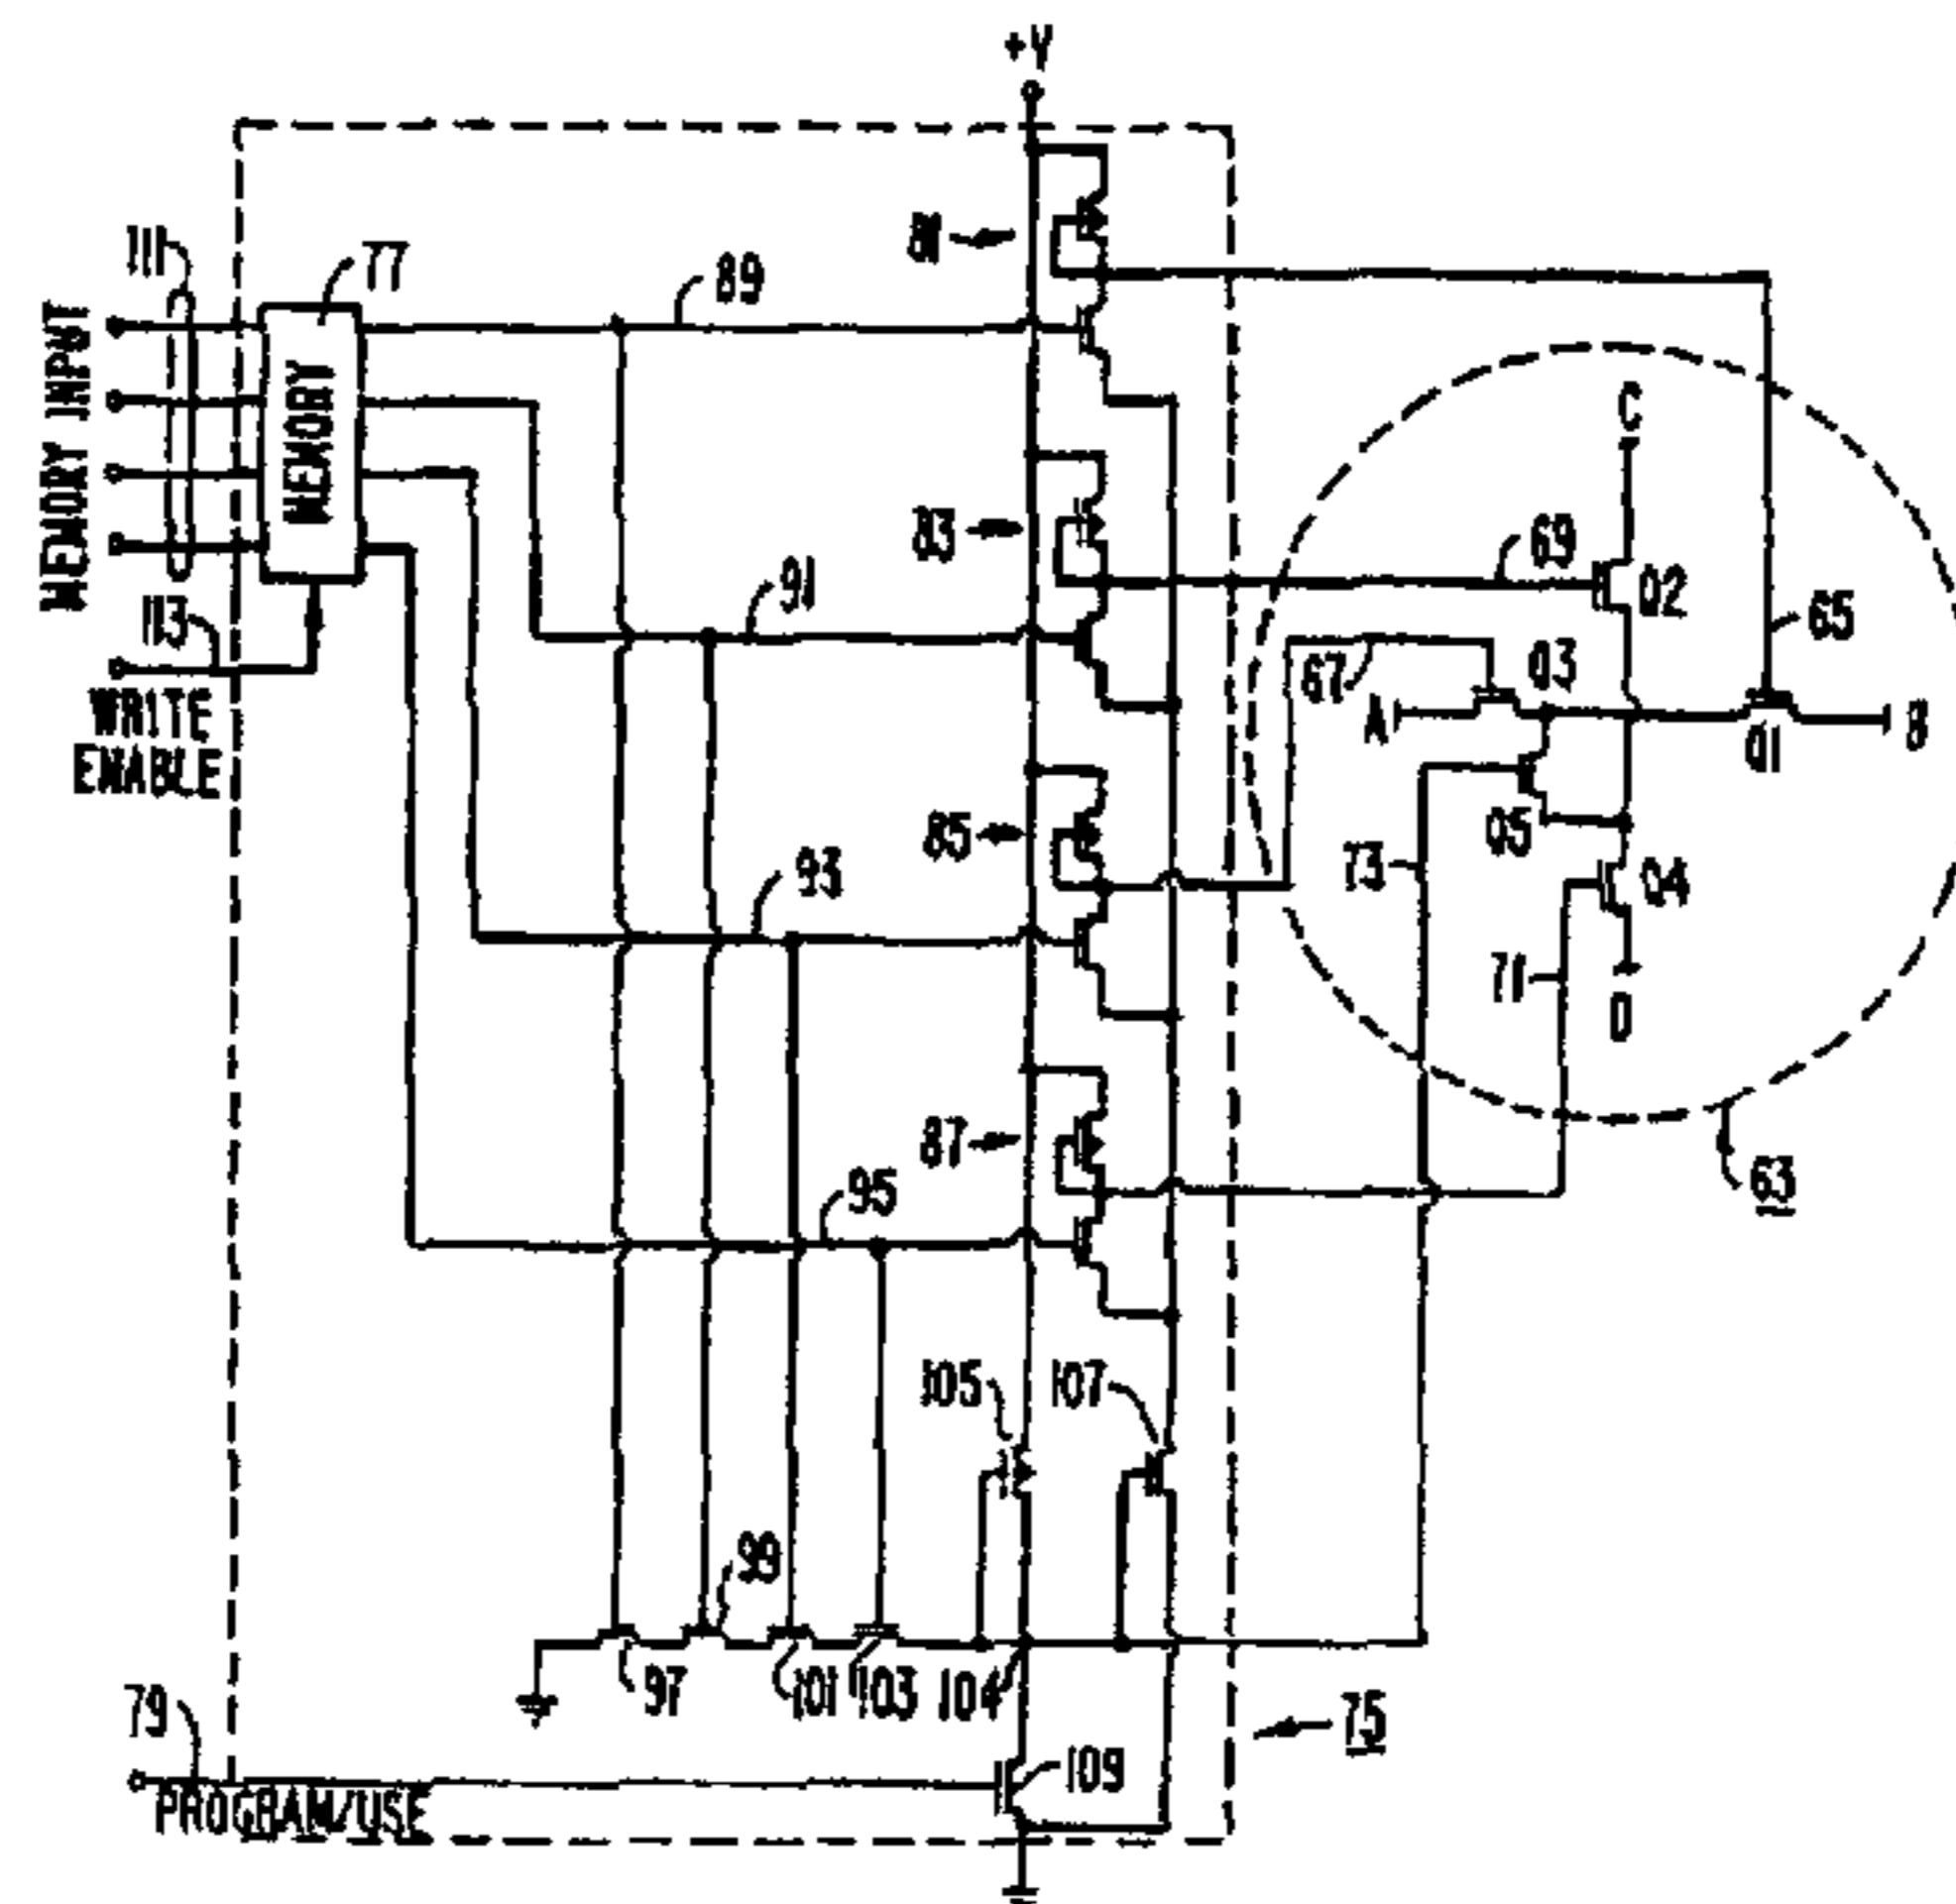 +V
111
77
89
81
MEMORY INPUT
MEMORY
C
83
69
Q2
91
113
65
67
Q3
WRITE
ENABLE
A
B
Q1
85
Q5
73
93
Q4
71
D
87
95
63
105
107
99
97
101
103
104
79
75
109
PROGRAM/USE